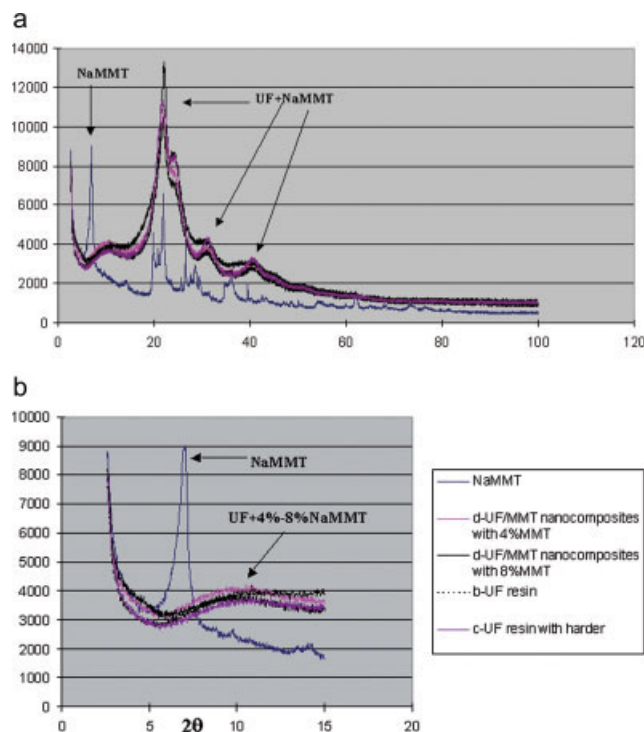 a
14000
12000
10000
8000
6000
4000
2000
0
NaMMT
UF+NaMMT
0 20 40 60 80 100 120
b
10000
9000
8000
7000
6000
5000
4000
3000
2000
1000
0
NaMMT
UF+4%-8%NaMMT
0 5 10 15 20
2θ
NaMMT
d-UF/MMT nanocomposites
with 4%MMT
d-UF/MMT nanocomposites
with 8%MMT
b-UF resin
c-UF resin with harder